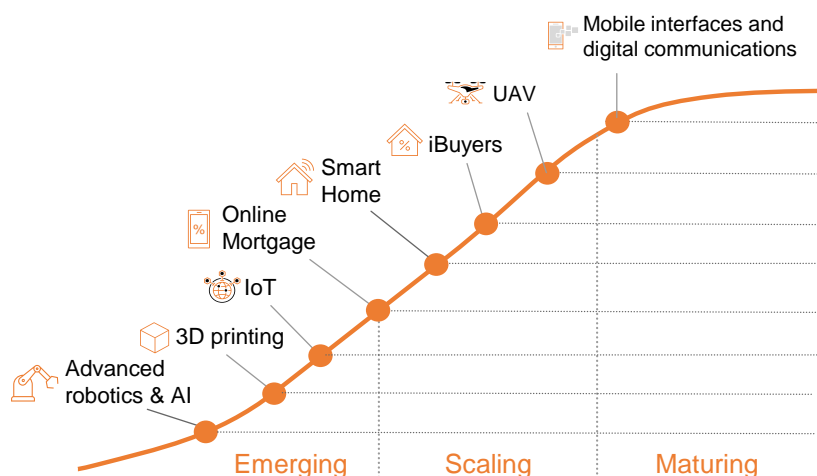 Mobile interfaces and
digital communications
UAV
iBuyers
%
Smart
Home
%
Online
Mortgage
IoT
3D printing
Advanced
robotics & AI
Emerging
Scaling
Maturing